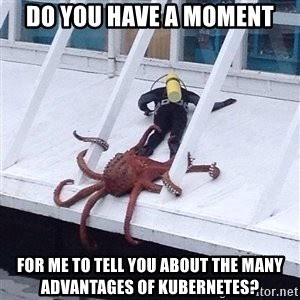 DO YOU HAVE A MOMENT
FOR ME TO TELL YOU ABOUT THE MANY
ADVANTAGES OF KUBERNETES?
tor.net